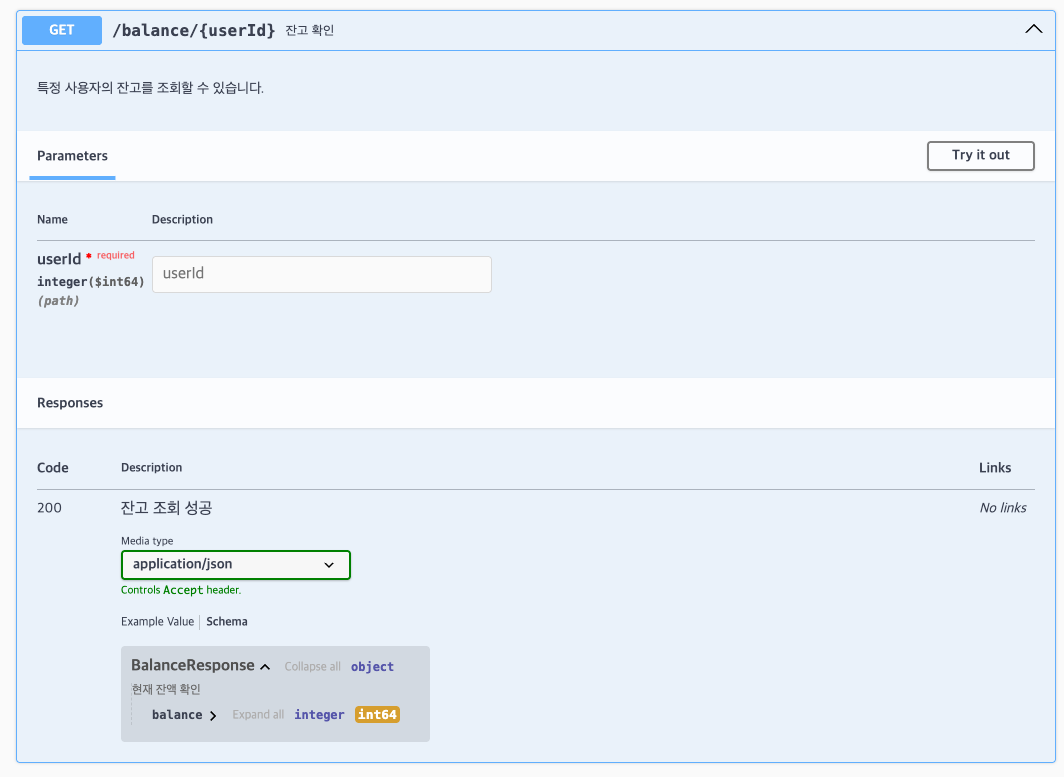 GET /balance/{userId} 잔고 확인
특정 사용자의 잔고를 조회할 수 있습니다.
Parameters
Try it out
Name Description
userId * required
integer($int64)
(path)
userId
Responses
Code Description Links
200 잔고 조회 성공 No links
Media type
application/json
Controls Accept header.
Example Value Schema
BalanceResponse Collapse all object
현재 잔액 확인
balance Expand all integer int64